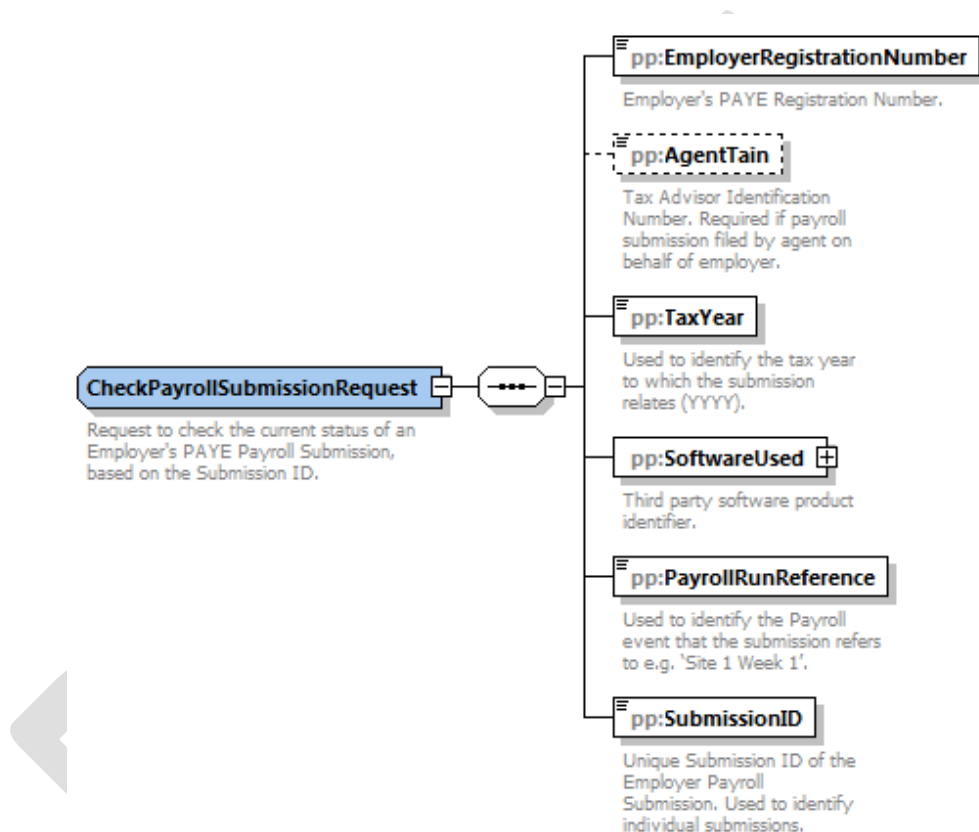 pp:EmployerRegistrationNumber
Employer's PAYE Registration Number.
pp:AgentTain
Tax Advisor Identification
Number. Required if payroll
submission filed by agent on
behalf of employer.
pp:TaxYear
Used to identify the tax year
to which the submission
relates (YYYY).
CheckPayrollSubmissionRequest
Request to check the current status of an
Employer's PAYE Payroll Submission,
based on the Submission ID.
pp:SoftwareUsed
Third party software product
identifier.
pp:PayrollRunReference
Used to identify the Payroll
event that the submission refers
to e.g. ‘Site 1 Week 1’.
pp:SubmissionID
Unique Submission ID of the
Employer Payroll
Submission. Used to identify
individual submissions.